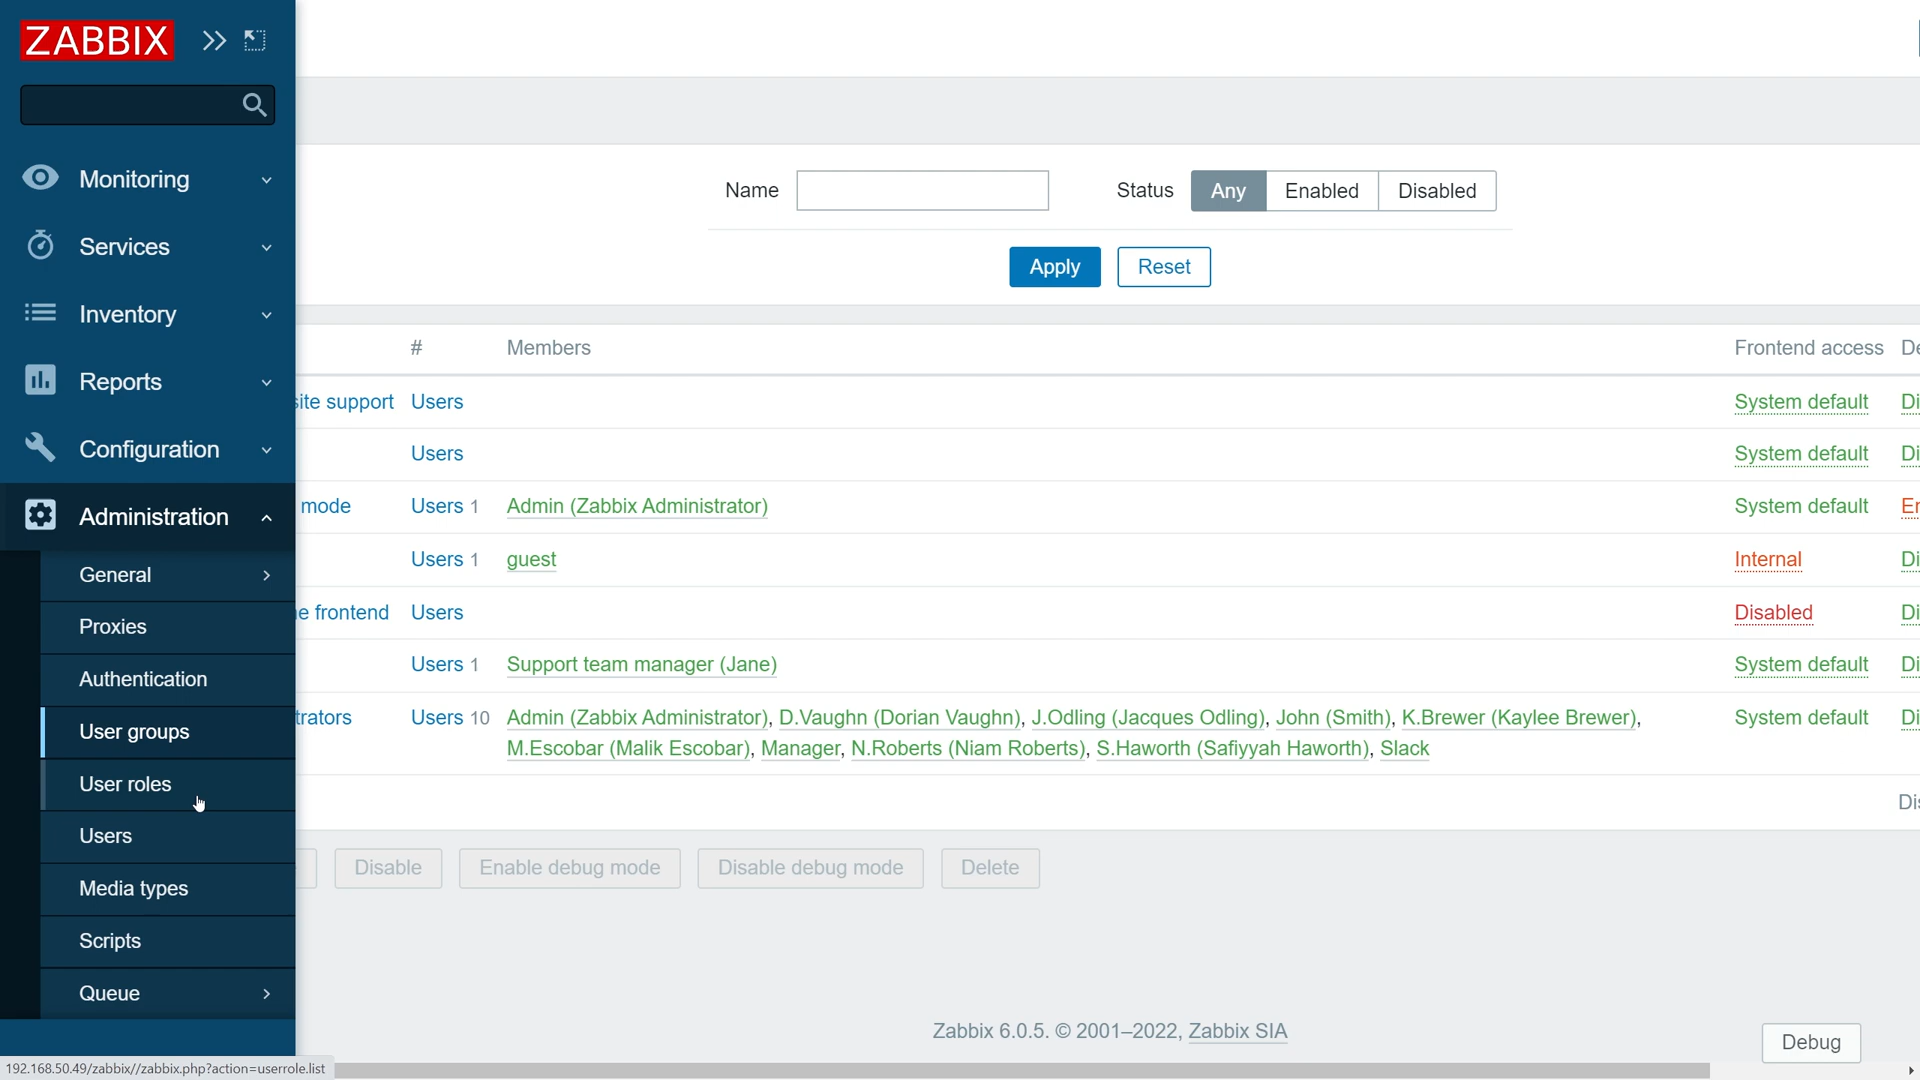 ZABBIX
Monitoring
Services
Inventory
Reports
Configuration
Administration
General
Proxies
Authentication
User groups
User roles
Users
Media types
Scripts
Queue
Name
Status Any Enabled Disabled
Apply Reset
# Members Frontend access De
site support Users System default Di
Users System default Di
mode Users 1 Admin (Zabbix Administrator) System default En
Users 1 guest Internal Di
e frontend Users Disabled Di
Users 1 Support team manager (Jane) System default Di
trators Users 10 Admin (Zabbix Administrator), D.Vaughn (Dorian Vaughn), J.Odling (Jacques Odling), John (Smith), K.Brewer (Kaylee Brewer), System default Di
M.Escobar (Malik Escobar), Manager, N.Roberts (Niam Roberts), S.Haworth (Safiyyah Haworth), Slack
Dis
Disable Enable debug mode Disable debug mode Delete
Zabbix 6.0.5. © 2001–2022, Zabbix SIA
Debug
192.168.50.49/zabbix//zabbix.php?action=userrole.list